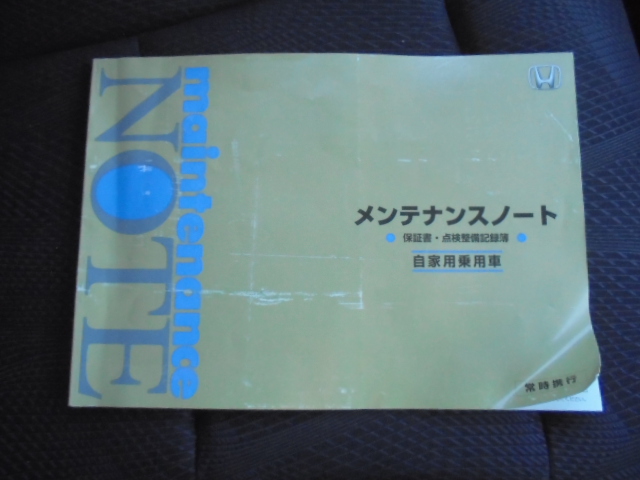 maintenance
NOTE
メンテナンスノート
保証書・点検整備記録簿
自家用乗用車
常時携行